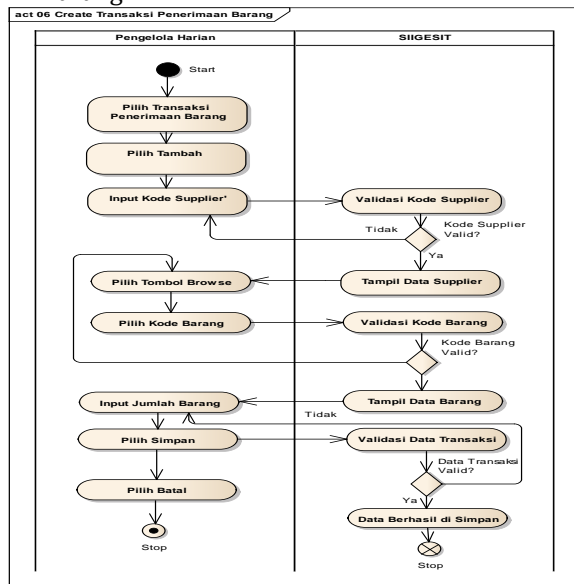 act 06 Create Transaksi Penerimaan Barang
Pengelola Harian
SIIGESIT
Start
Pilih Transaksi
Penerimaan Barang
Pilih Tambah
Input Kode Supplier*
Validasi Kode Supplier
Tidak
Kode Supplier
Valid?
Ya
Pilih Tombol Browse
Tampil Data Supplier
Pilih Kode Barang
Validasi Kode Barang
Kode Barang
Valid?
Input Jumlah Barang
Tampil Data Barang
Tidak
Pilih Simpan
Validasi Data Transaksi
Data Transaksi
Valid?
Pilih Batal
Ya
Data Berhasil di Simpan
Stop
Stop